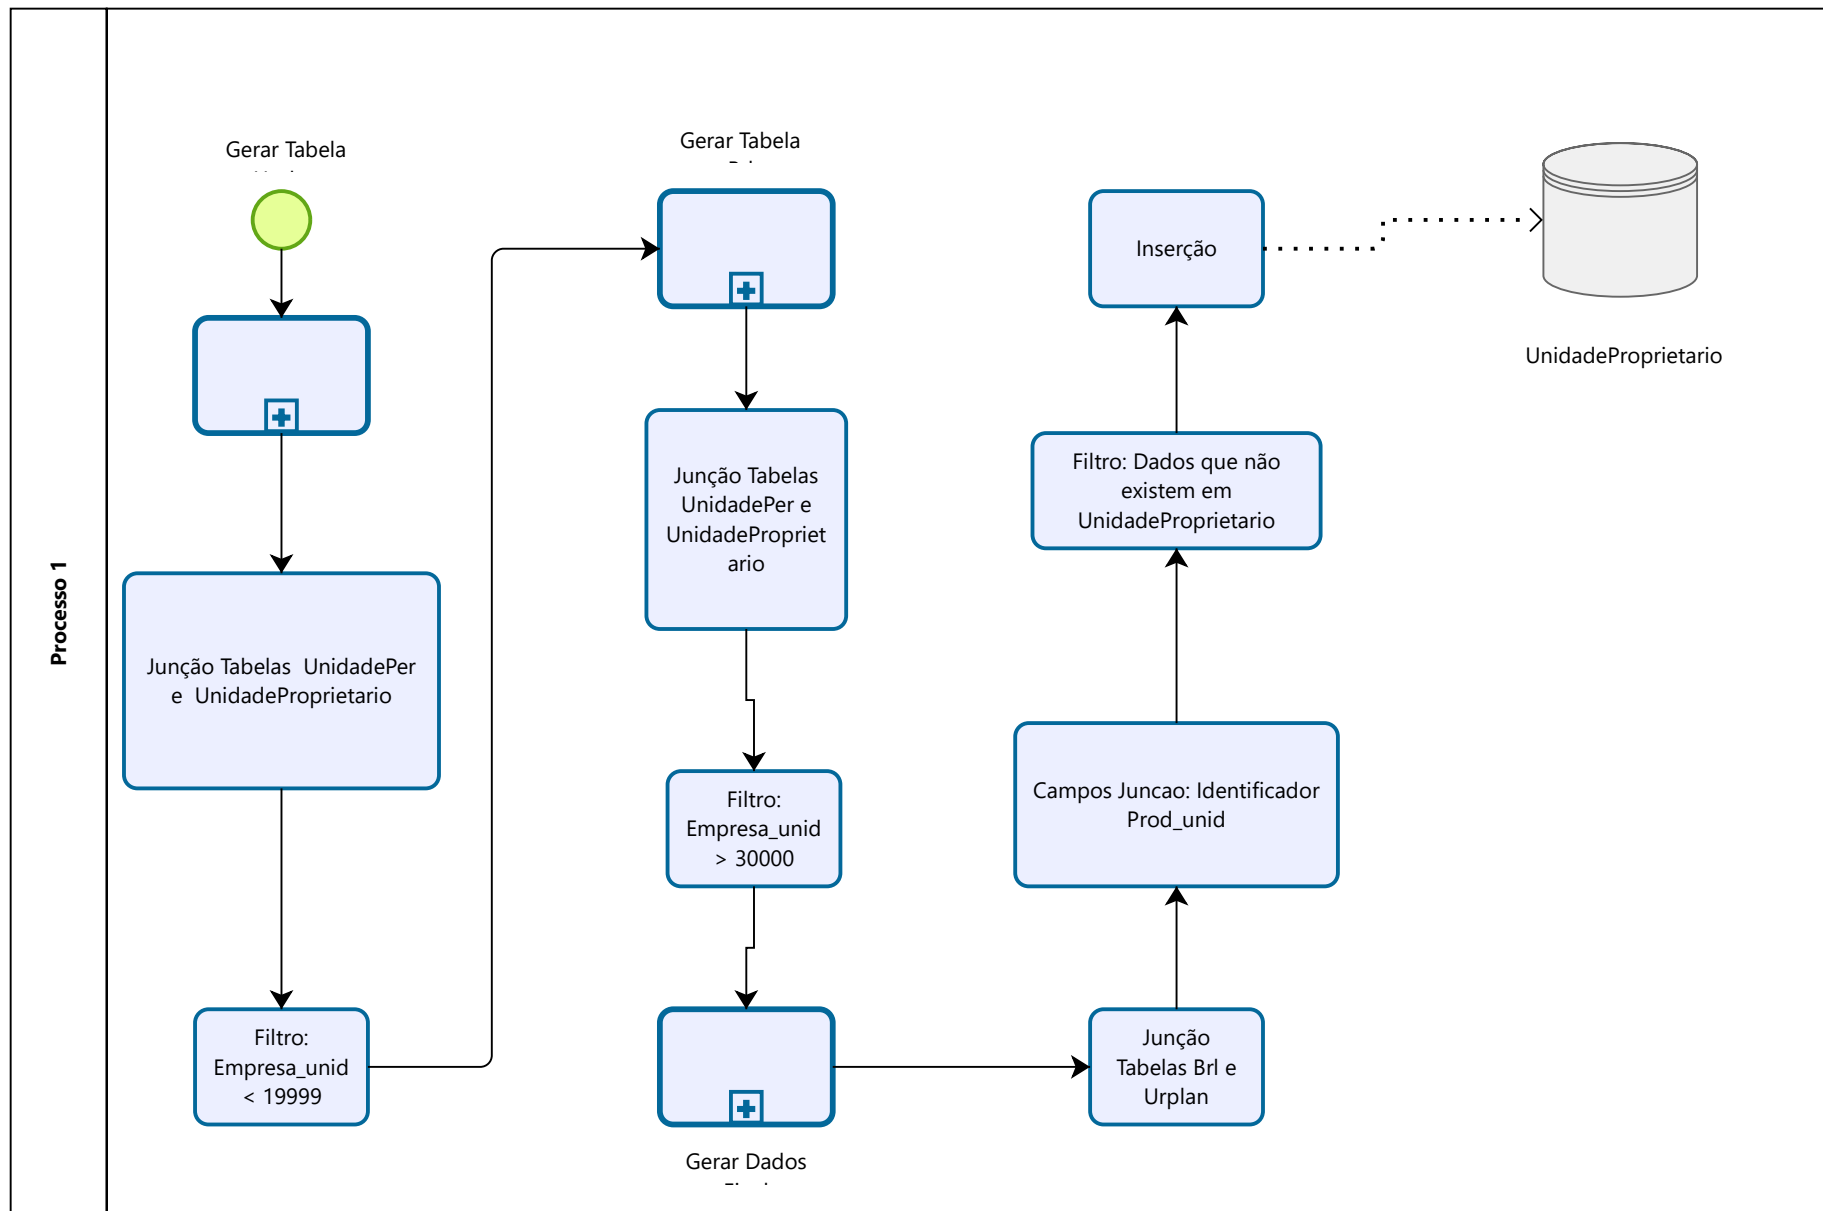 Processo 1
Gerar Tabela
Junção Tabelas UnidadePer
e UnidadeProprietario
Filtro:
Empresa_unid
< 19999
Gerar Tabela
Junção Tabelas
UnidadePer e
UnidadePropriet
ario
Filtro:
Empresa_unid
> 30000
Gerar Dados
Junção
Tabelas Brl e
Urplan
Campos Juncao: Identificador
Prod_unid
Filtro: Dados que não
existem em
UnidadeProprietario
Inserção
UnidadeProprietario